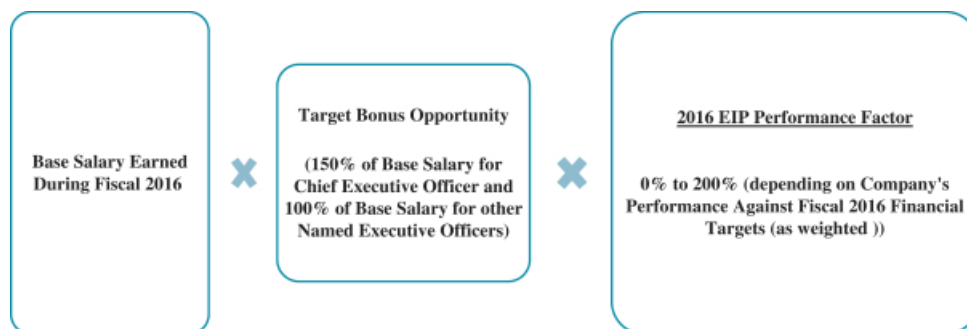 Base Salary Earned
During Fiscal 2016
Target Bonus Opportunity
(150% of Base Salary for
Chief Executive Officer and
100% of Base Salary for other
Named Executive Officers)
2016 EIP Performance Factor
0% to 200% (depending on Company's
Performance Against Fiscal 2016 Financial
Targets (as weighted ))